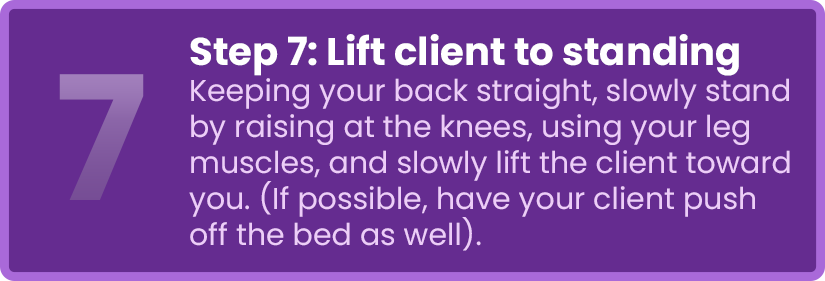 7
Step 7: Lift client to standing
Keeping your back straight, slowly stand
by raising at the knees, using your leg
muscles, and slowly lift the client toward
you. (If possible, have your client push
off the bed as well).